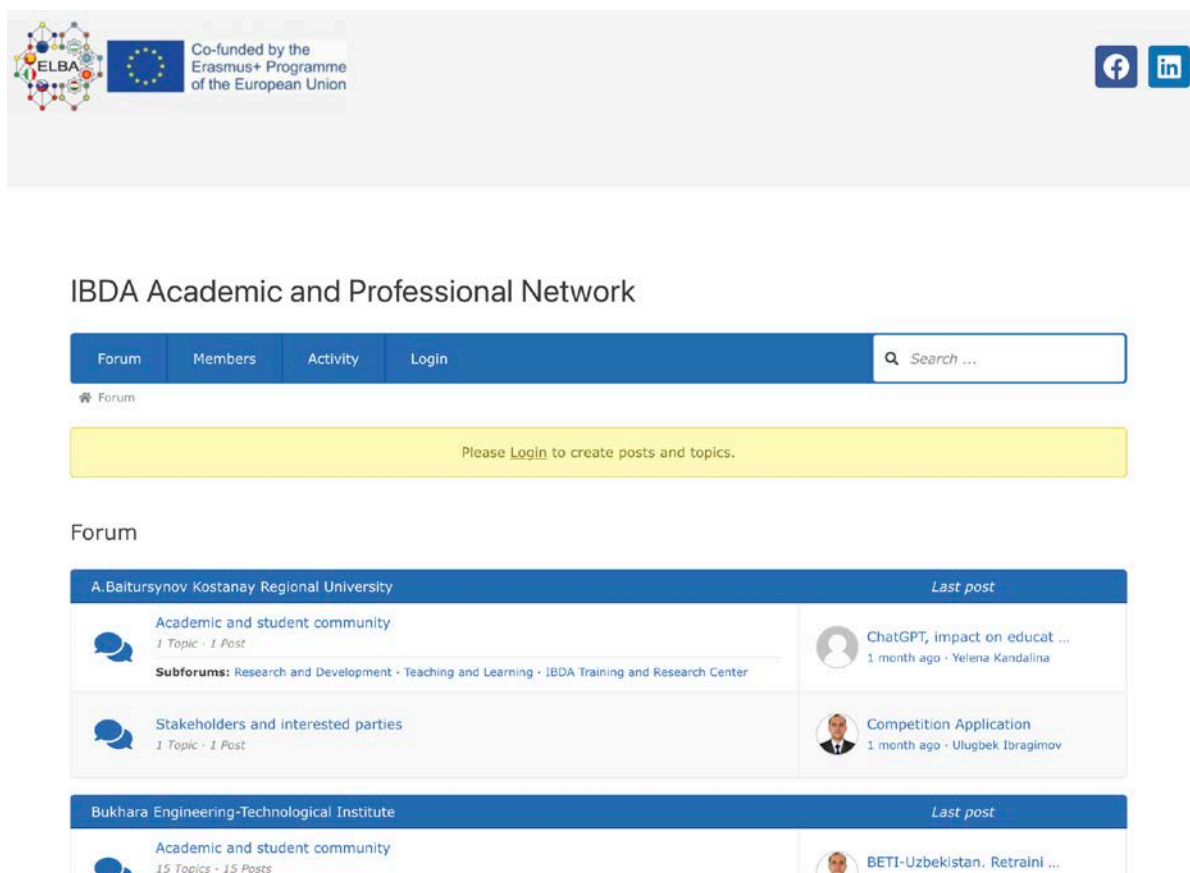 ELBA
Co-funded by the
Erasmus+ Programme
of the European Union
IBDA Academic and Professional Network
Forum Members Activity Login Search ...
Forum
Please Login to create posts and topics.
Forum
A.Baitursynov Kostanay Regional University Last post
Academic and student community
1 Topic · 1 Post
Subforums: Research and Development · Teaching and Learning · IBDA Training and Research Center
ChatGPT, impact on educat ...
1 month ago · Yelena Kandalina
Stakeholders and interested parties
1 Topic · 1 Post
Competition Application
1 month ago · Ulugbek Ibragimov
Bukhara Engineering-Technological Institute Last post
Academic and student community
15 Topics · 15 Posts
BETI-Uzbekistan. Retraini ...